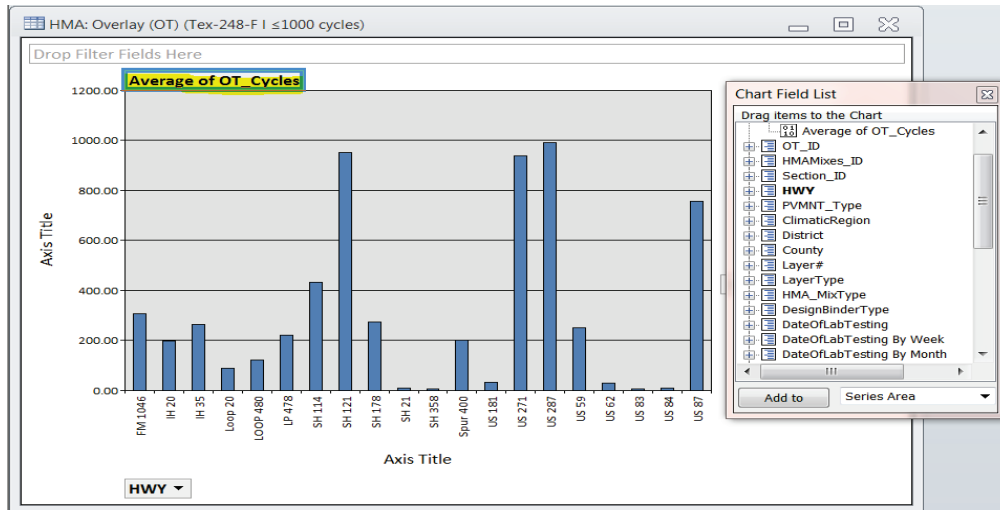 HMA: Overlay (OT) (Tex-248-F I ≤1000 cycles)
Drop Filter Fields Here
Average of OT_Cycles
1200.00
1000.00
800.00
600.00
400.00
200.00
0.00
Axis Title
FM 1046
IH 20
IH 35
Loop 20
LOOP 480
LP 478
SH 114
SH 121
SH 178
SH 21
SH 358
Spur 400
US 181
US 271
US 287
US 59
US 62
US 83
US 84
US 87
Axis Title
HWY
Chart Field List
Drag items to the Chart
Average of OT_Cycles
OT_ID
HMAMixes_ID
Section_ID
HWY
PVMNT_Type
ClimaticRegion
District
County
Layer#
LayerType
HMA_MixType
DesignBinderType
DateOfLabTesting
DateOfLabTesting By Week
DateOfLabTesting By Month
Add to
Series Area